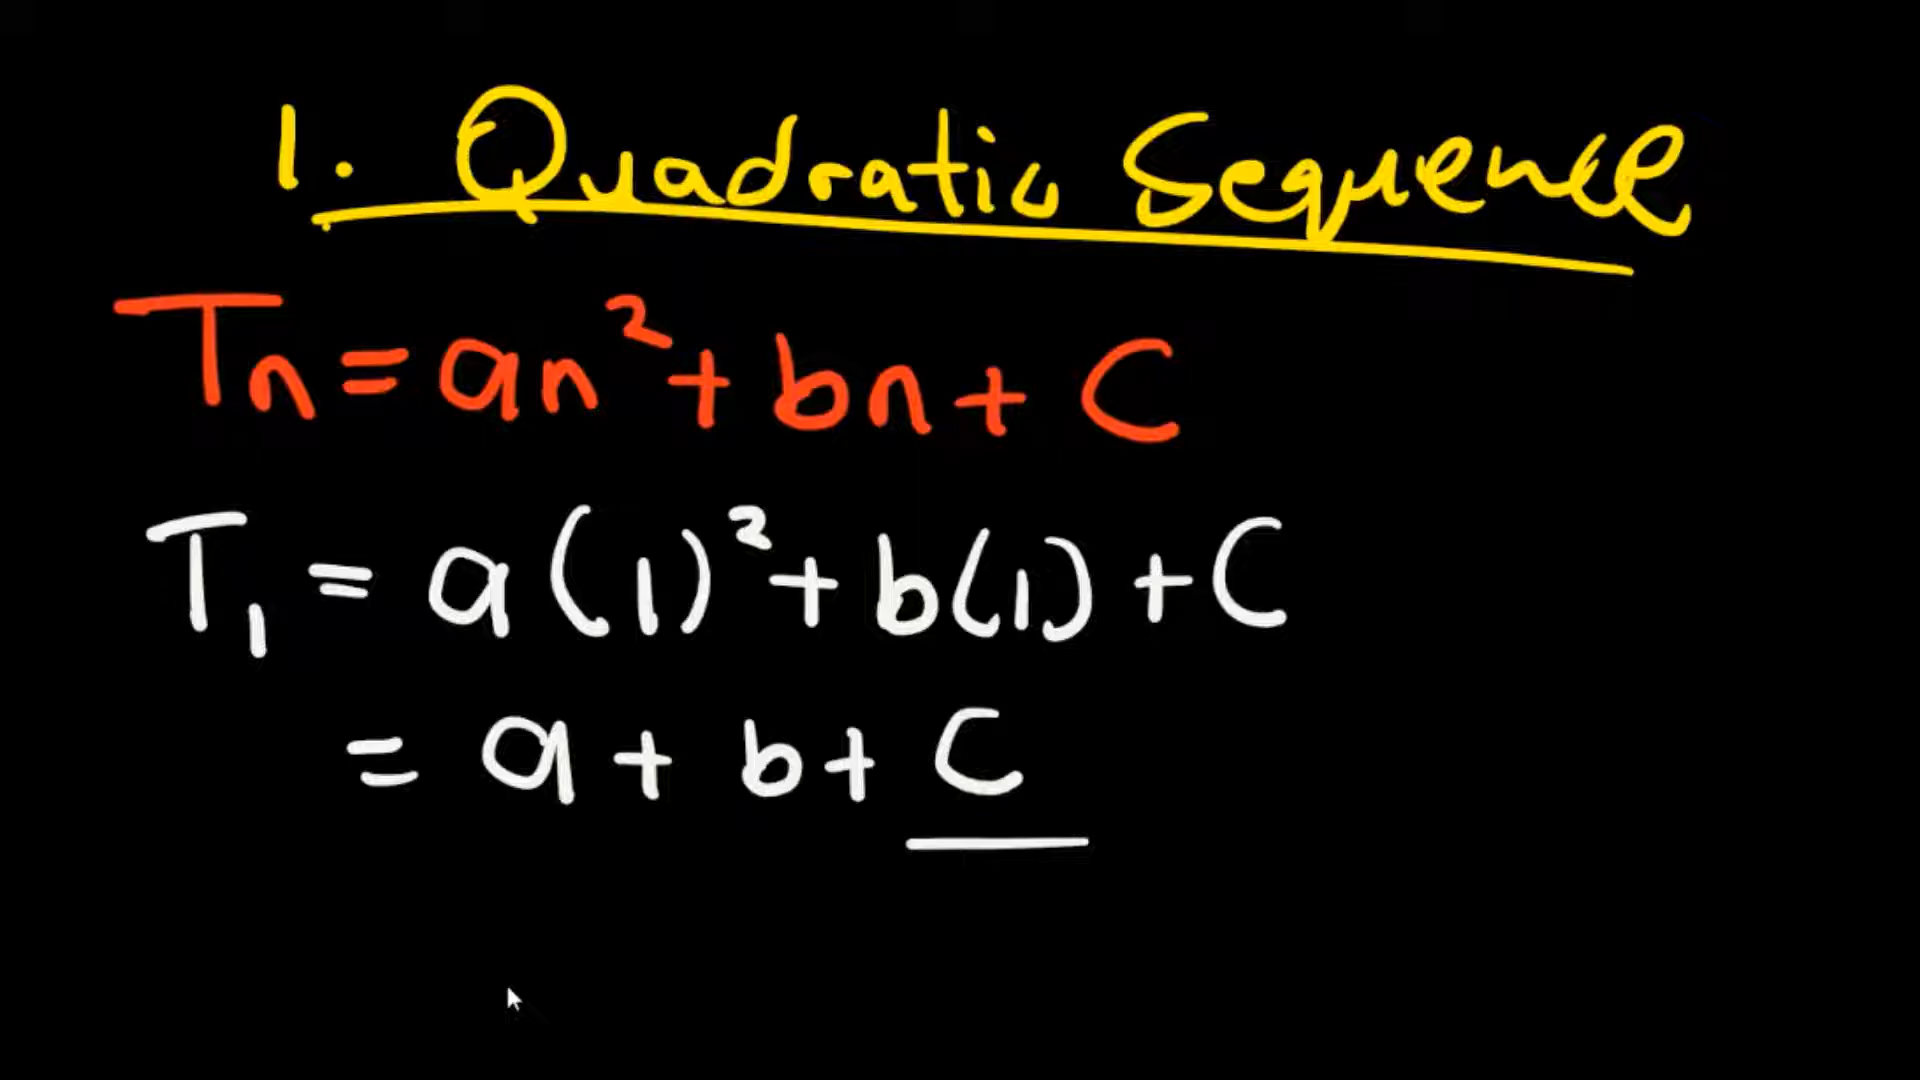 1. Quadratic Sequence
Tn = an² + bn + C
T₁ = a(1)² + b(1) + C
= a + b + C